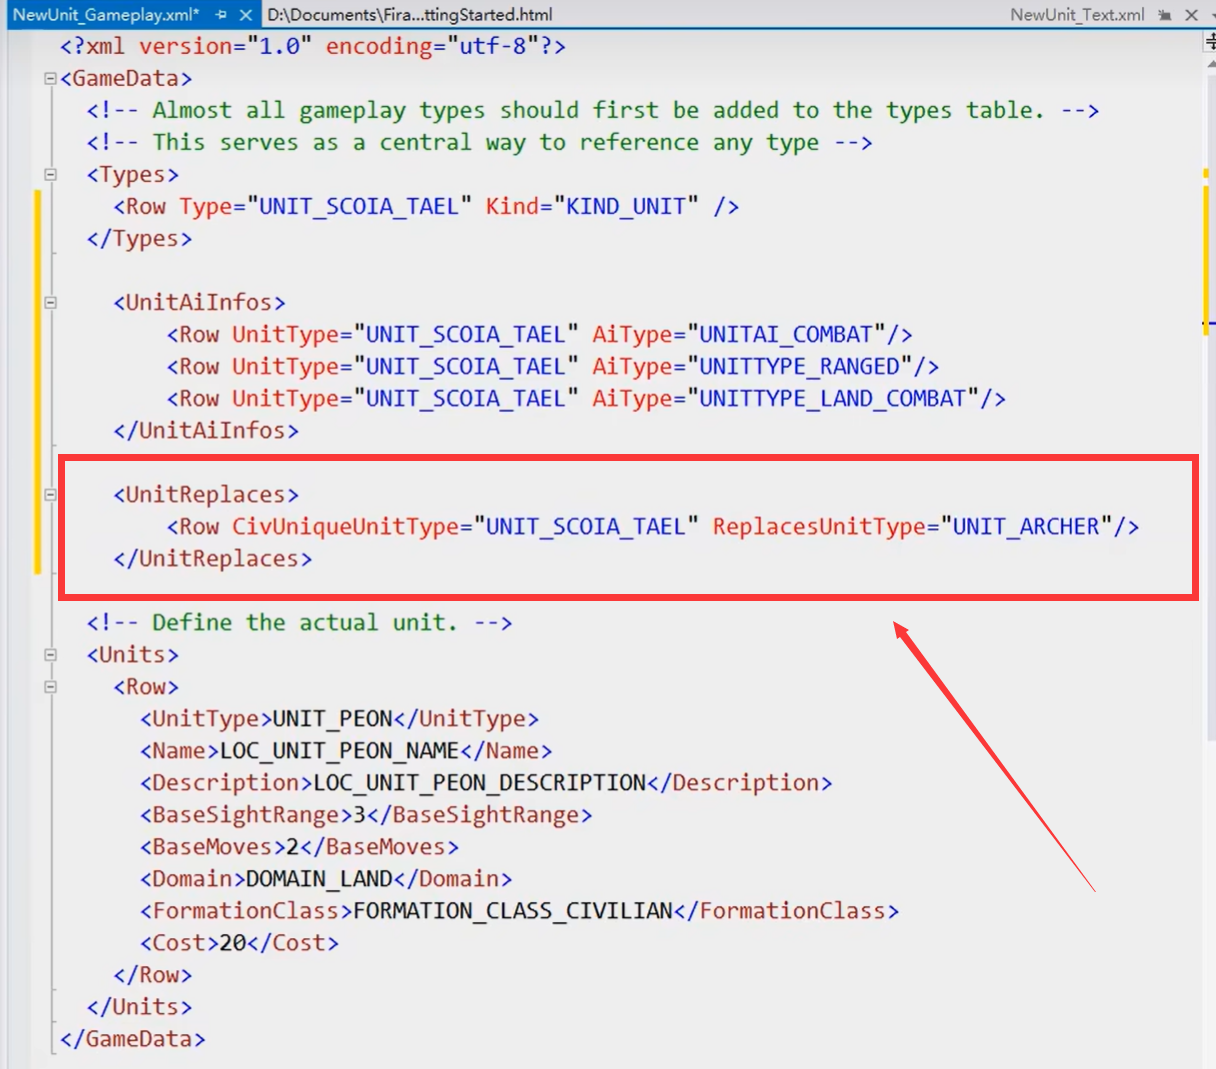 NewUnit_Gameplay.xml* D:\Documents\Fira...ttingStarted.html NewUnit_Text.xml
<?xml version="1.0" encoding="utf-8"?>
<GameData>
<!-- Almost all gameplay types should first be added to the types table. -->
<!-- This serves as a central way to reference any type -->
<Types>
<Row Type="UNIT_SCOIA_TAEL" Kind="KIND_UNIT" />
</Types>
<UnitAiInfos>
<Row UnitType="UNIT_SCOIA_TAEL" AiType="UNITAI_COMBAT"/>
<Row UnitType="UNIT_SCOIA_TAEL" AiType="UNITTYPE_RANGED"/>
<Row UnitType="UNIT_SCOIA_TAEL" AiType="UNITTYPE_LAND_COMBAT"/>
</UnitAiInfos>
<UnitReplaces>
<Row CivUniqueUnitType="UNIT_SCOIA_TAEL" ReplacesUnitType="UNIT_ARCHER"/>
</UnitReplaces>
<!-- Define the actual unit. -->
<Units>
<Row>
<UnitType>UNIT_PEON</UnitType>
<Name>LOC_UNIT_PEON_NAME</Name>
<Description>LOC_UNIT_PEON_DESCRIPTION</Description>
<BaseSightRange>3</BaseSightRange>
<BaseMoves>2</BaseMoves>
<Domain>DOMAIN_LAND</Domain>
<FormationClass>FORMATION_CLASS_CIVILIAN</FormationClass>
<Cost>20</Cost>
</Row>
</Units>
</GameData>